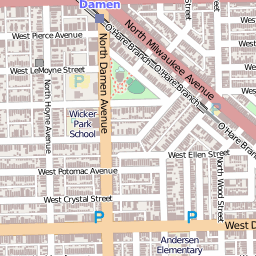 Damen
O'Hare Branch
O'Hare Branch
West Pierce Avenue
North Milwaukee Avenue
West LeMoyne Street
P
North Hoyne Avenue
North Damen Avenue
Wicker
Park
School
O'Hare Branch
West Ellen Street
West Potomac Avenue
North Wood Street
West Crystal Street
P
P
West D
Andersen
Elementary